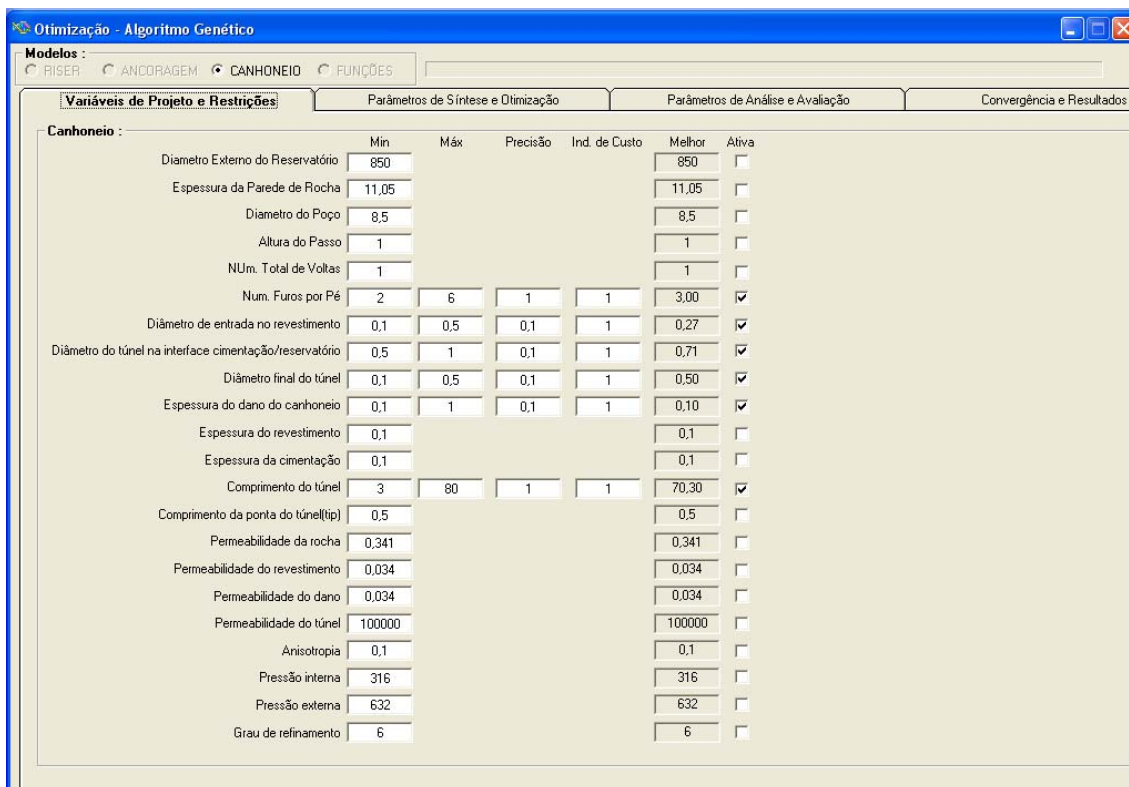 Otimização - Algoritmo Genético
Modelos :
RISER ANCORAGEM CANHONEIO FUNÇÕES
Variáveis de Projeto e Restrições Parâmetros de Síntese e Otimização Parâmetros de Análise e Avaliação Convergência e Resultados
Canhoneio :
Min Máx Precisão Ind. de Custo Melhor Ativa
Diametro Externo do Reservatório 850 850
Espessura da Parede de Rocha 11,05 11,05
Diametro do Poço 8,5 8,5
Altura do Passo 1 1
NUm. Total de Voltas 1 1
Num. Furos por Pé 2 6 1 1 3,00
Diâmetro de entrada no revestimento 0,1 0,5 0,1 1 0,27
Diâmetro do túnel na interface cimentação/reservatório 0,5 1 0,1 1 0,71
Diâmetro final do túnel 0,1 0,5 0,1 1 0,50
Espessura do dano do canhoneio 0,1 1 0,1 1 0,10
Espessura do revestimento 0,1 0,1
Espessura da cimentação 0,1 0,1
Comprimento do túnel 3 80 1 1 70,30
Comprimento da ponta do túnel(tip) 0,5 0,5
Permeabilidade da rocha 0,341 0,341
Permeabilidade do revestimento 0,034 0,034
Permeabilidade do dano 0,034 0,034
Permeabilidade do túnel 100000 100000
Anisotropia 0,1 0,1
Pressão interna 316 316
Pressão externa 632 632
Grau de refinamento 6 6